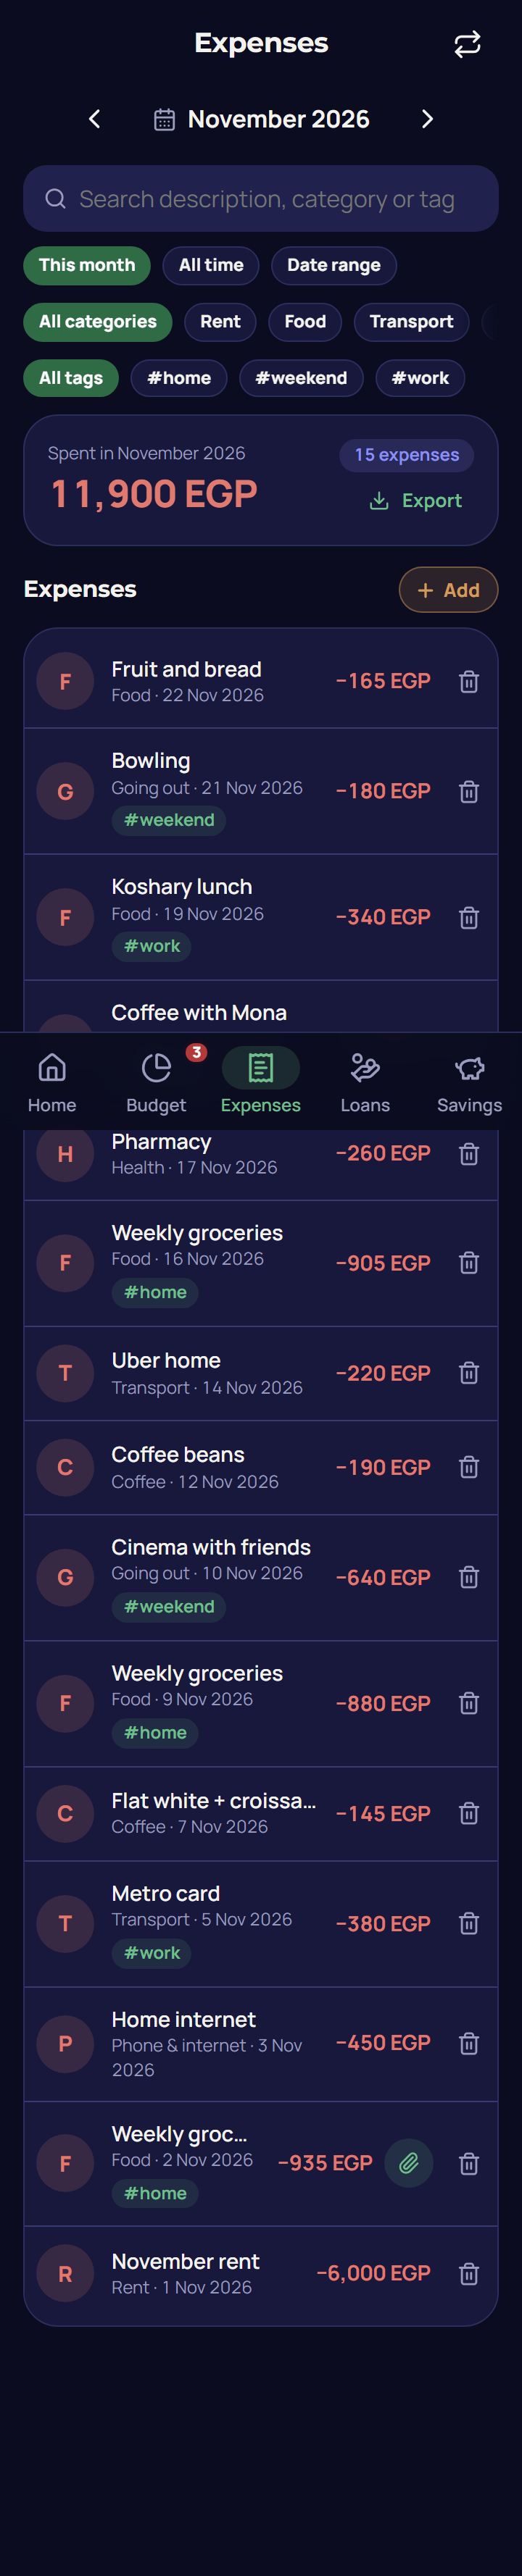 Expenses
November 2026
Search description, category or tag
This month
All time
Date range
All categories
Rent
Food
Transport
All tags
#home
#weekend
#work
Spent in November 2026
15 expenses
11,900 EGP
Export
Expenses
+ Add
F
Fruit and bread
Food · 22 Nov 2026
−165 EGP
G
Bowling
Going out · 21 Nov 2026
#weekend
−180 EGP
F
Koshary lunch
Food · 19 Nov 2026
#work
−340 EGP
Coffee with Mona
Home
Budget
3
Expenses
Loans
Savings
H
Pharmacy
Health · 17 Nov 2026
−260 EGP
F
Weekly groceries
Food · 16 Nov 2026
#home
−905 EGP
T
Uber home
Transport · 14 Nov 2026
−220 EGP
C
Coffee beans
Coffee · 12 Nov 2026
−190 EGP
G
Cinema with friends
Going out · 10 Nov 2026
#weekend
−640 EGP
F
Weekly groceries
Food · 9 Nov 2026
#home
−880 EGP
C
Flat white + croissa...
Coffee · 7 Nov 2026
−145 EGP
T
Metro card
Transport · 5 Nov 2026
#work
−380 EGP
P
Home internet
Phone & internet · 3 Nov
2026
−450 EGP
F
Weekly groc...
Food · 2 Nov 2026
#home
−935 EGP
R
November rent
Rent · 1 Nov 2026
−6,000 EGP